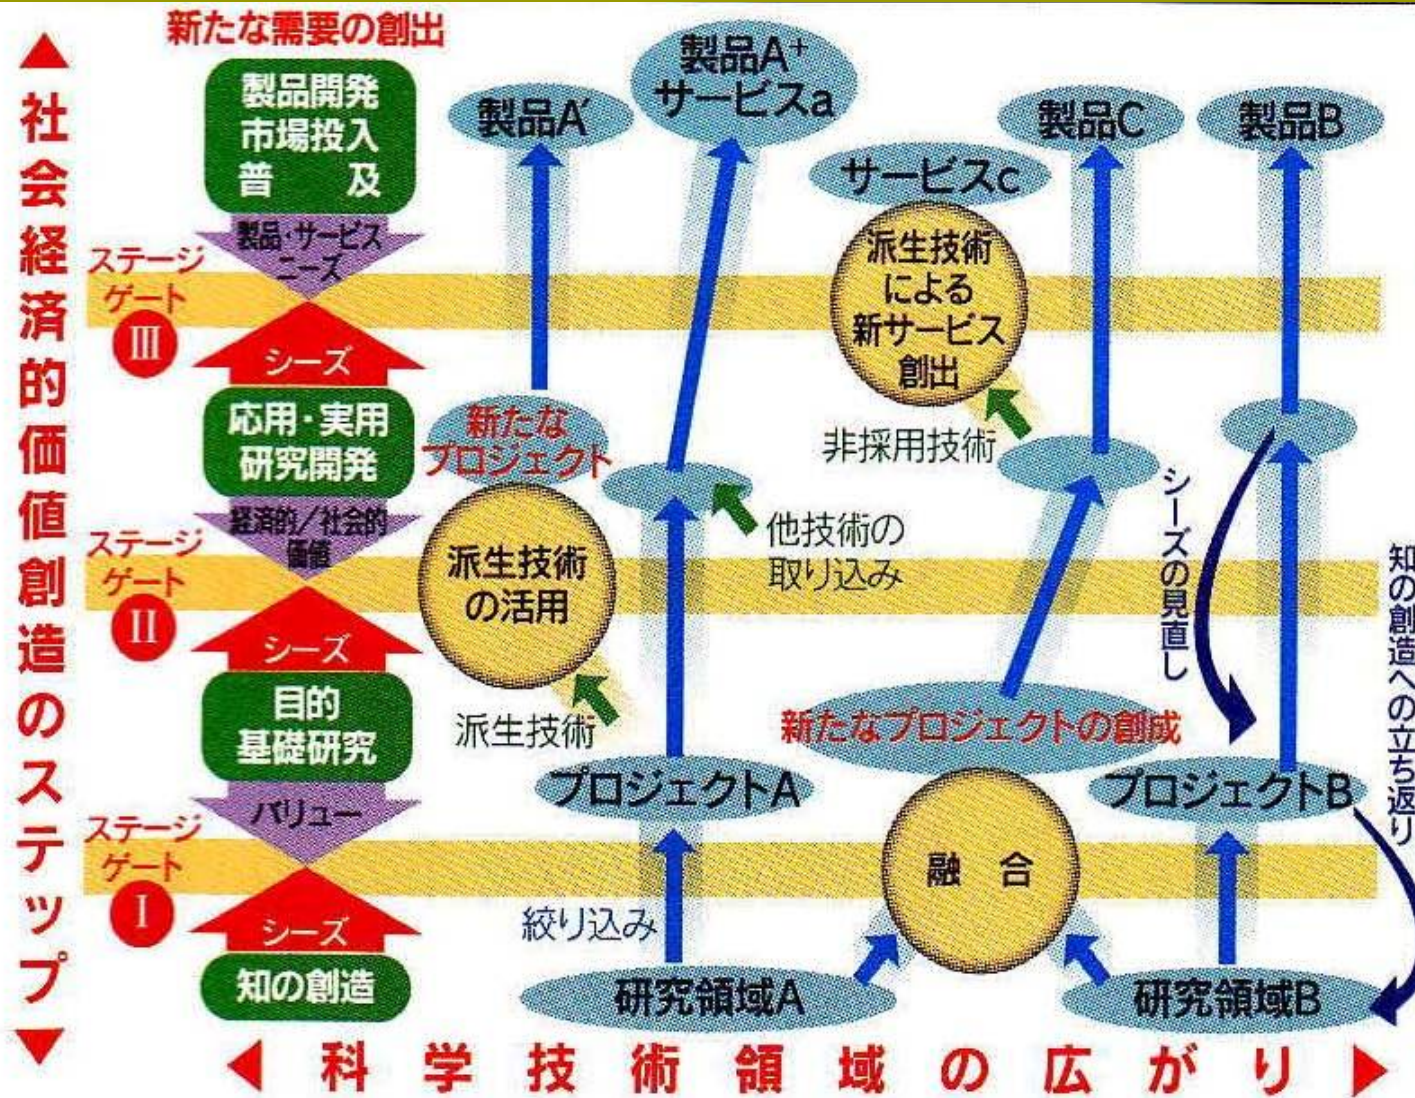 新たな需要の創出
社会経済的価値創造のステップ
製品開発
市場投入
普 及
製品・サービス
ニーズ
ステージ
ゲート
III
シーズ
応用・実用
研究開発
経済的/社会的
価値
ステージ
ゲート
II
シーズ
目的
基礎研究
バリュー
ステージ
ゲート
I
シーズ
知の創造
製品A′
製品A+
サービスa
サービスc
製品C
製品B
派生技術
による
新サービス
創出
非採用技術
新たな
プロジェクト
派生技術
の活用
他技術の
取り込み
シーズの見直し
知の創造への立ち返り
派生技術
新たなプロジェクトの創成
プロジェクトA
プロジェクトB
融 合
絞り込み
研究領域A
研究領域B
科学技術領域の広がり